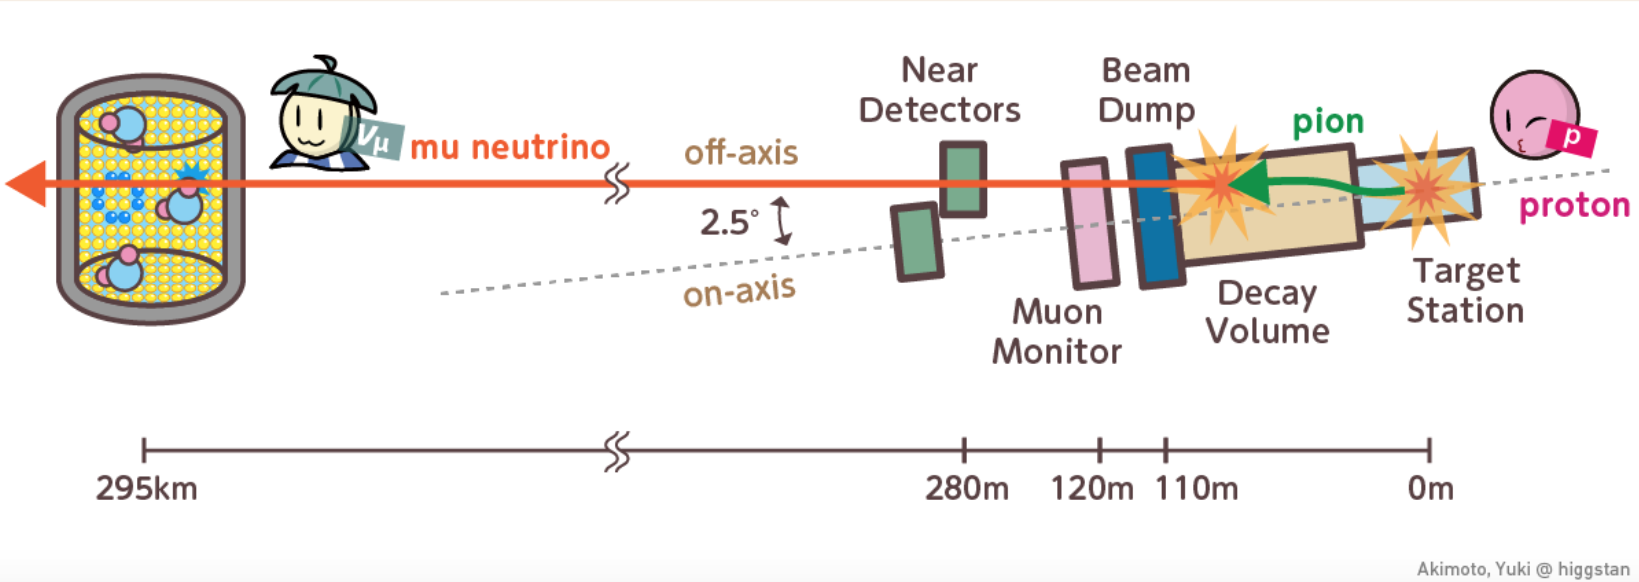 Near
Detectors
Beam
Dump
pion
p
νμ
mu neutrino
off-axis
2.5°
on-axis
proton
Muon
Monitor
Decay
Volume
Target
Station
295km
280m
120m
110m
0m
Akimoto, Yuki @ higgstan